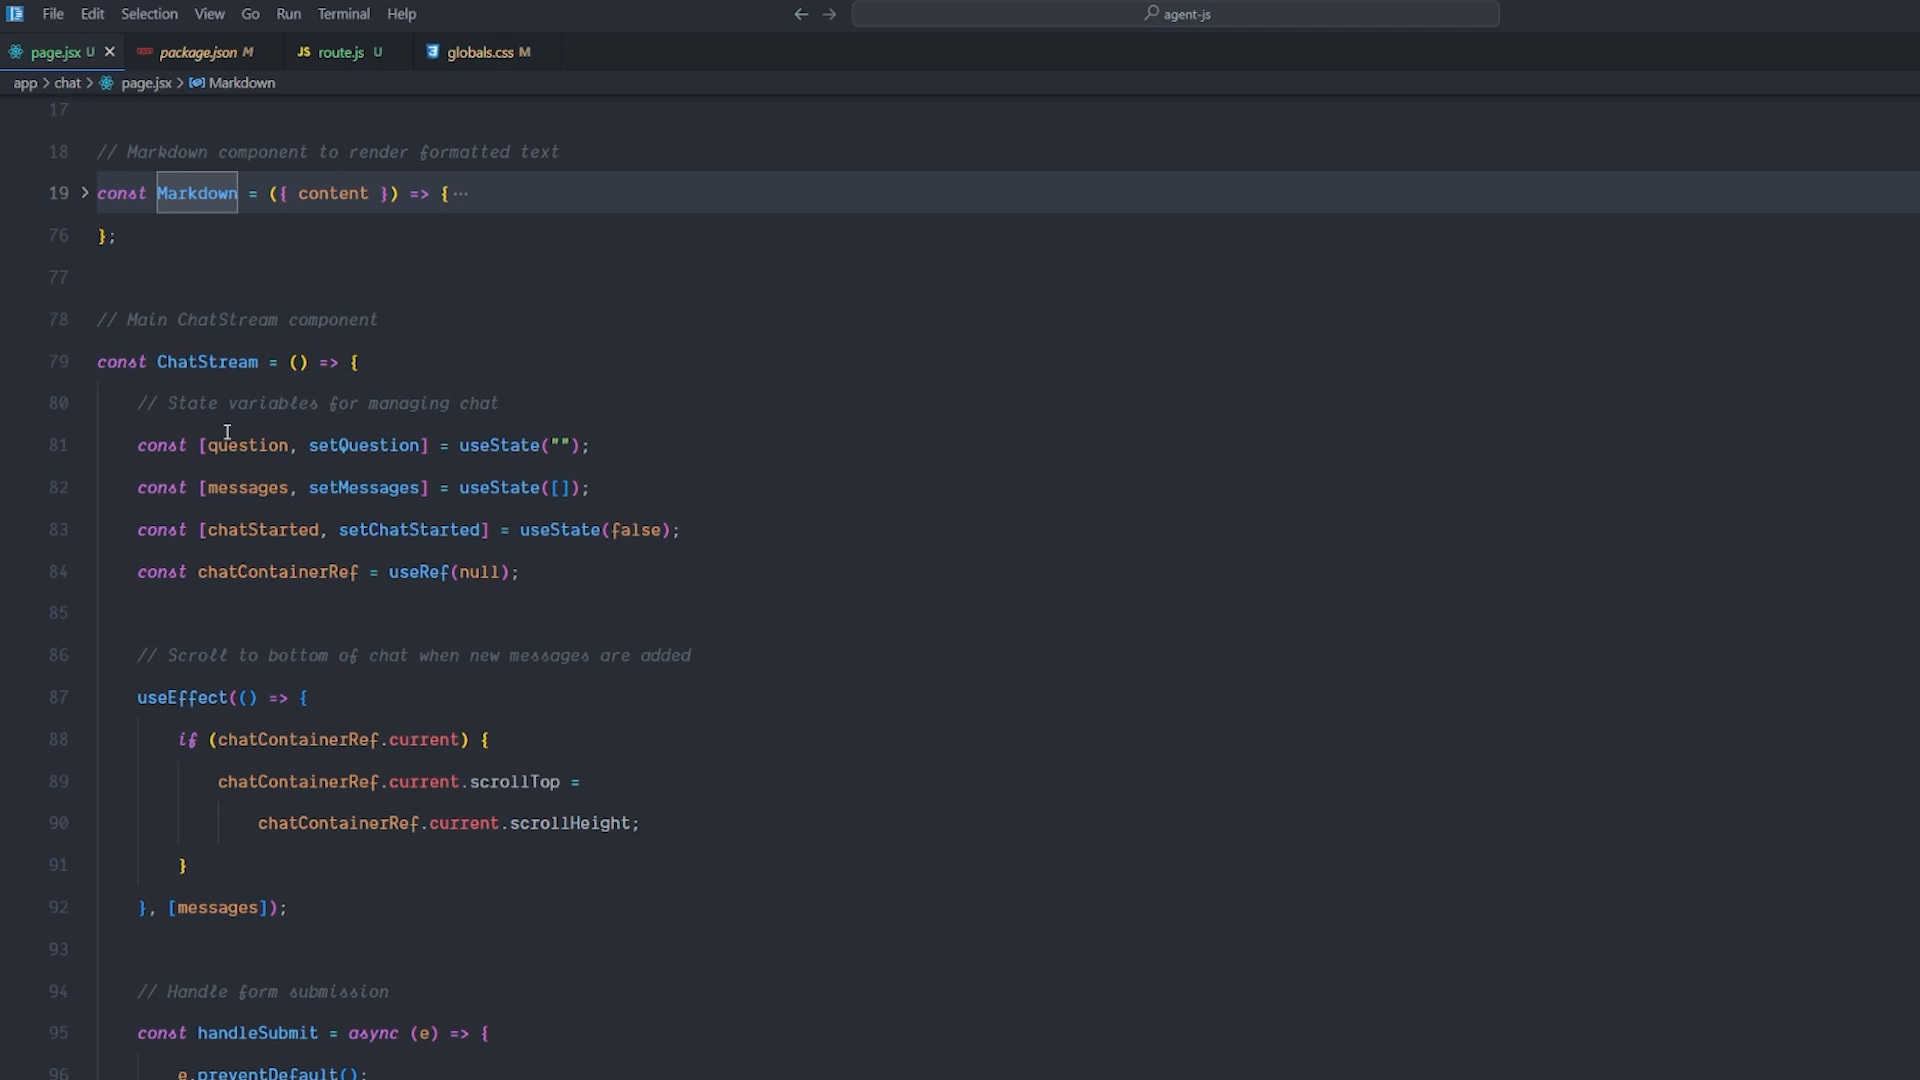 File Edit Selection View Go Run Terminal Help
agent-js
page.jsx U
package.json M
JS route.js U
globals.css M
app > chat > page.jsx > Markdown
17
18 // Markdown component to render formatted text
19 > const Markdown = ({ content }) => { ···
76 };
77
78 // Main ChatStream component
79 const ChatStream = () => {
80 // State variables for managing chat
81 const [question, setQuestion] = useState("");
82 const [messages, setMessages] = useState([]);
83 const [chatStarted, setChatStarted] = useState(false);
84 const chatContainerRef = useRef(null);
85
86 // Scroll to bottom of chat when new messages are added
87 useEffect(() => {
88 if (chatContainerRef.current) {
89 chatContainerRef.current.scrollTop =
90 chatContainerRef.current.scrollHeight;
91 }
92 }, [messages]);
93
94 // Handle form submission
95 const handleSubmit = async (e) => {
96 e.preventDefault();